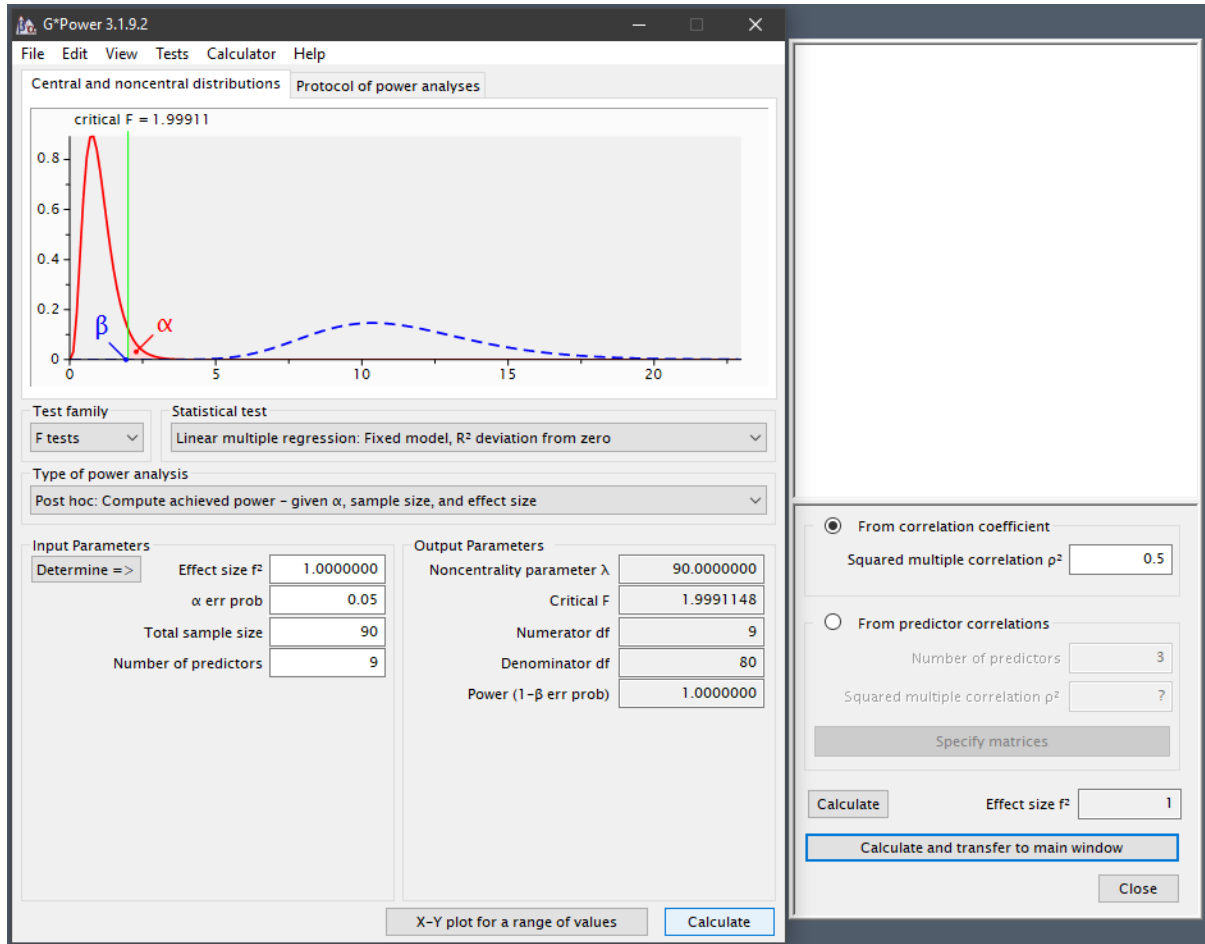 G*Power 3.1.9.2
File Edit View Tests Calculator Help
Central and noncentral distributions Protocol of power analyses
critical F = 1.99911
0.8
0.6
0.4
0.2
0
β α
0 5 10 15 20
Test family Statistical test
F tests Linear multiple regression: Fixed model, R² deviation from zero
Type of power analysis
Post hoc: Compute achieved power – given α, sample size, and effect size
Input Parameters
Determine => Effect size f² 1.0000000
α err prob 0.05
Total sample size 90
Number of predictors 9
Output Parameters
Noncentrality parameter λ 90.0000000
Critical F 1.9991148
Numerator df 9
Denominator df 80
Power (1-β err prob) 1.0000000
X-Y plot for a range of values Calculate
From correlation coefficient
Squared multiple correlation ρ² 0.5
From predictor correlations
Number of predictors 3
Squared multiple correlation ρ² ?
Specify matrices
Calculate Effect size f² 1
Calculate and transfer to main window
Close